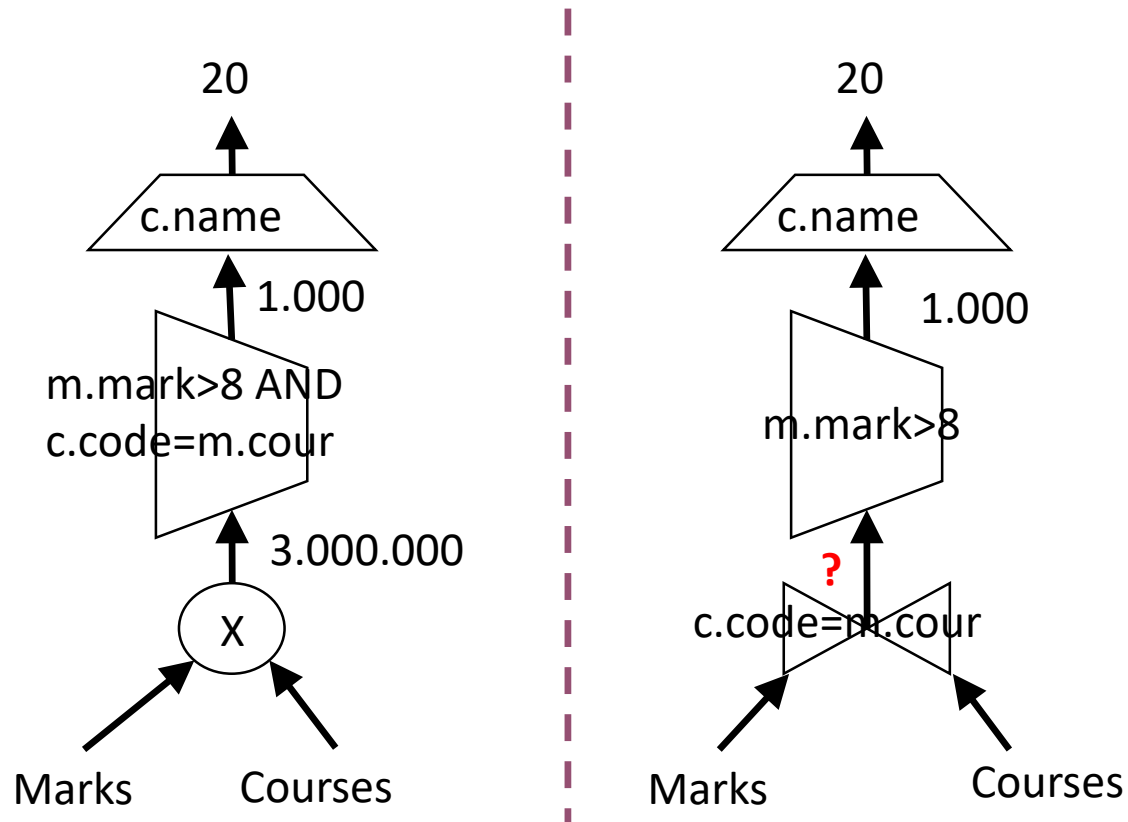 20
c.name
1.000
m.mark>8 AND
c.code=m.cour
3.000.000
X
Marks
Courses
20
c.name
1.000
m.mark>8
?
c.code=m.cour
Marks
Courses